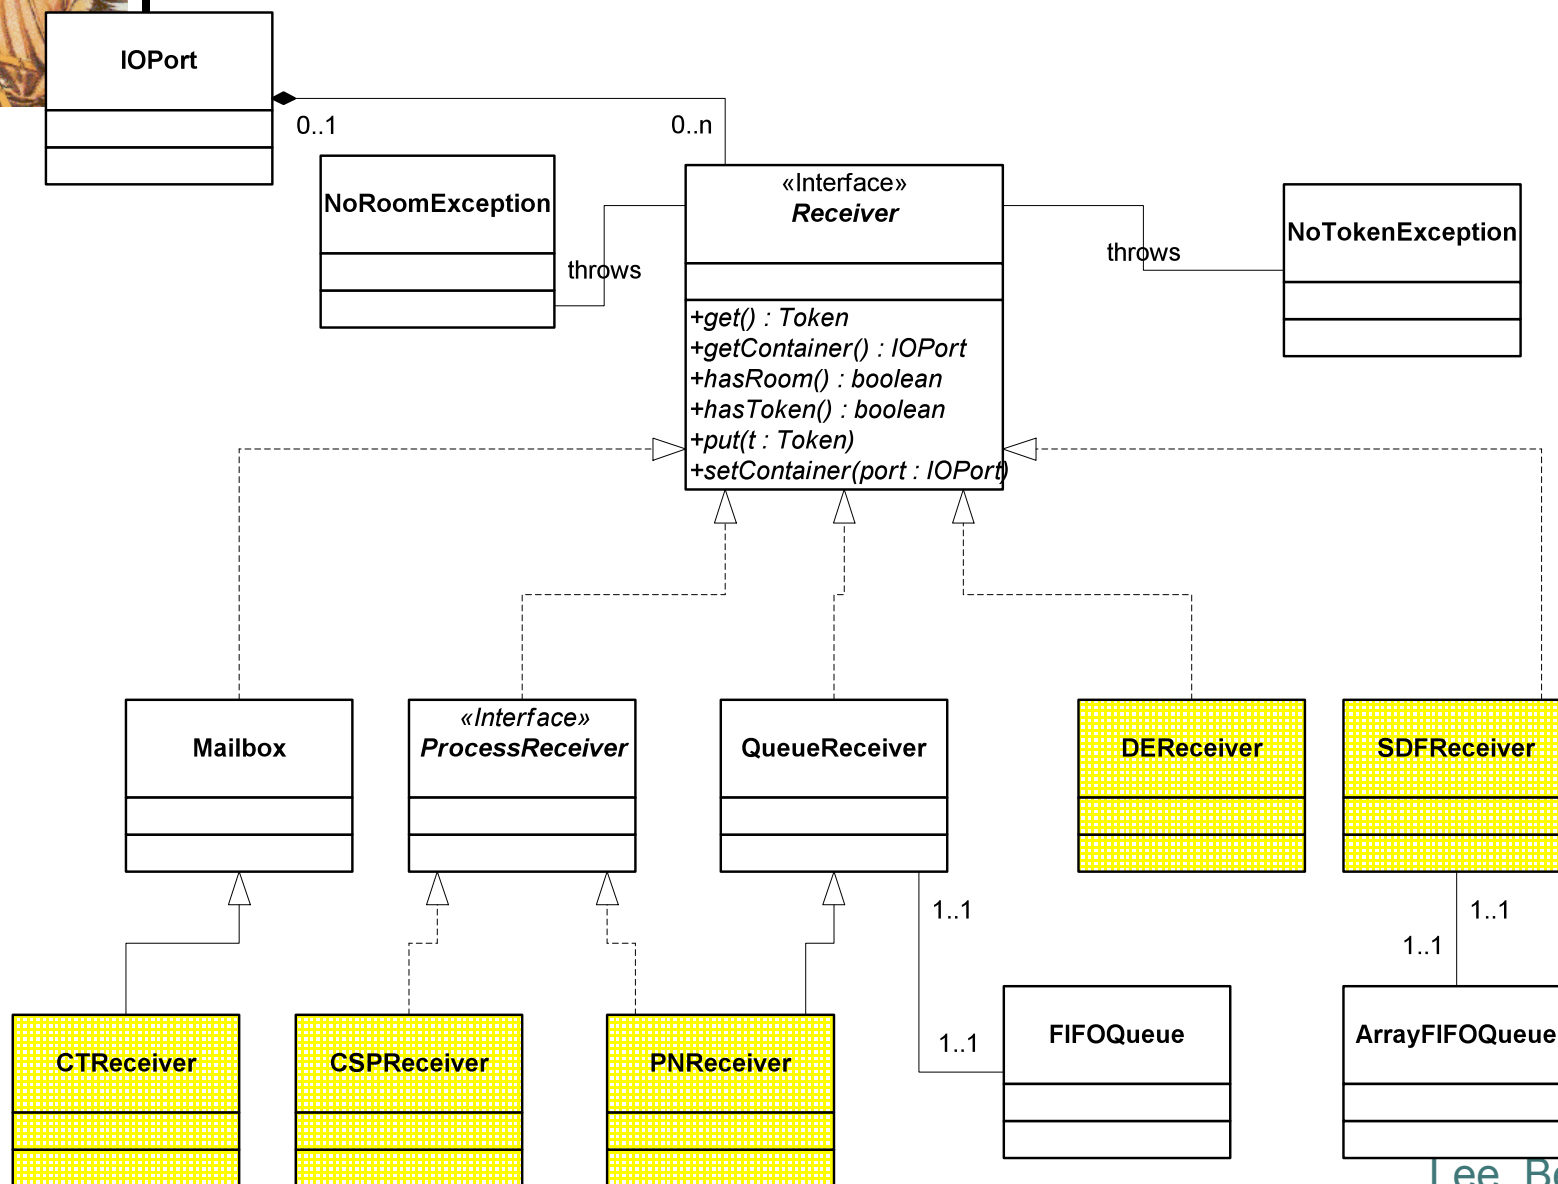 IOPort
0..1
0..n
NoRoomException
«Interface»
Receiver
NoTokenException
throws
throws
+get() : Token
+getContainer() : IOPort
+hasRoom() : boolean
+hasToken() : boolean
+put(t : Token)
+setContainer(port : IOPort)
Mailbox
«Interface»
ProcessReceiver
QueueReceiver
DEReceiver
SDFReceiver
1..1
1..1
1..1
1..1
CTReceiver
CSPReceiver
PNReceiver
FIFOQueue
ArrayFIFOQueue
Lee